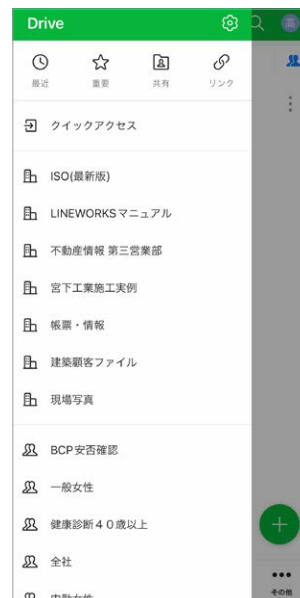 Drive
高
最近 重要 共有 リンク
クイックアクセス
ISO(最新版)
LINEWORKSマニュアル
不動産情報 第三営業部
宮下工業施工実例
帳票・情報
建築顧客ファイル
現場写真
BCP安否確認
一般女性
健康診断４０歳以上
全社
内勤女性
その他